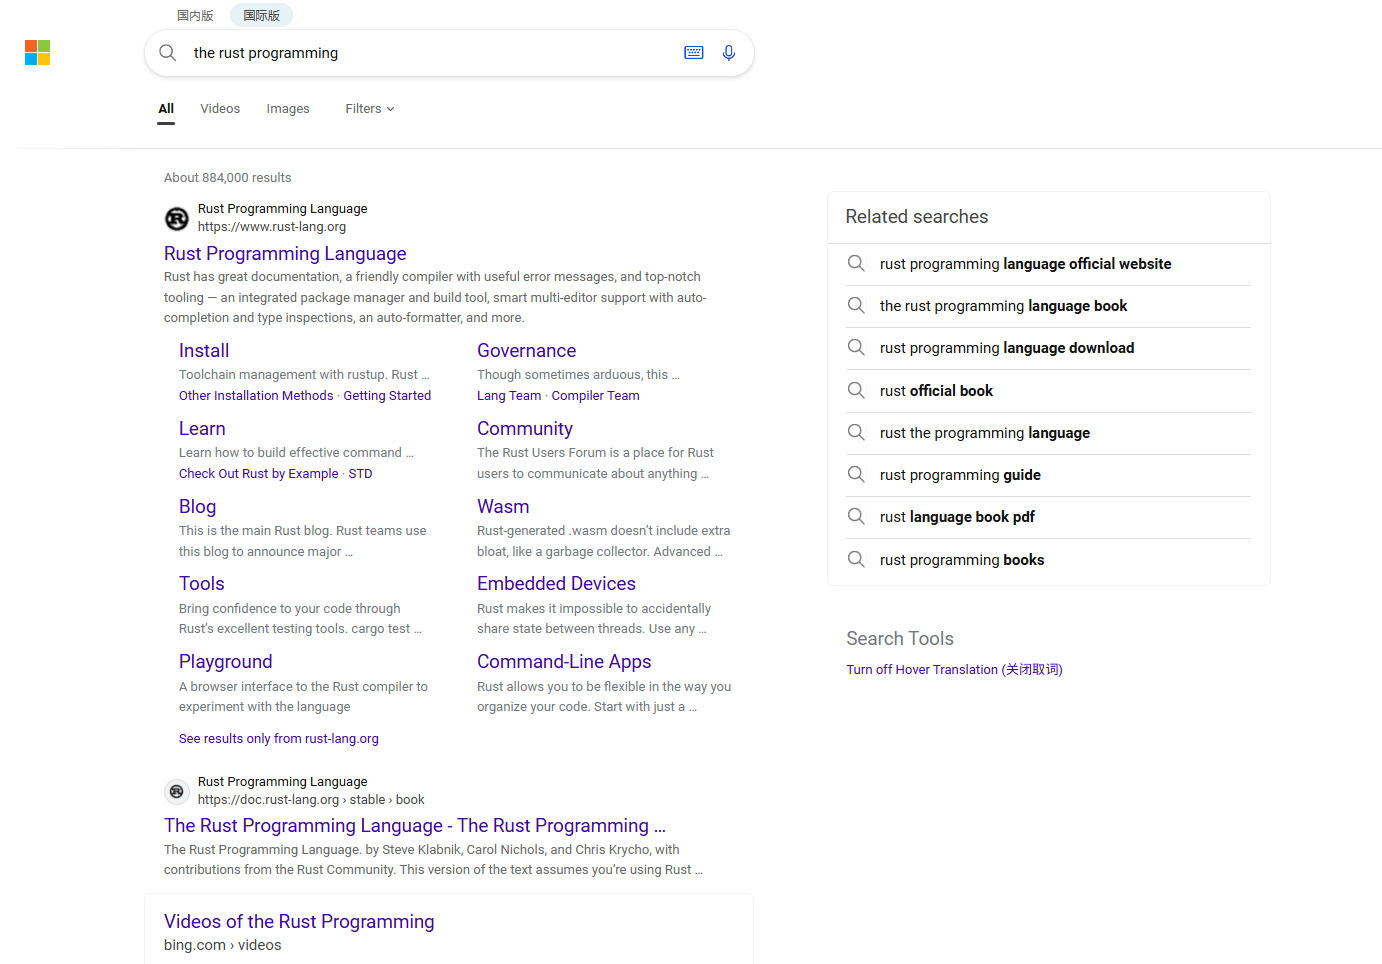 国内版 国际版
the rust programming
All Videos Images Filters
About 884,000 results
Rust Programming Language
https://www.rust-lang.org
Rust Programming Language
Rust has great documentation, a friendly compiler with useful error messages, and top-notch
tooling — an integrated package manager and build tool, smart multi-editor support with auto-
completion and type inspections, an auto-formatter, and more.
Install
Toolchain management with rustup. Rust …
Other Installation Methods · Getting Started
Governance
Though sometimes arduous, this …
Lang Team · Compiler Team
Learn
Learn how to build effective command …
Check Out Rust by Example · STD
Community
The Rust Users Forum is a place for Rust
users to communicate about anything …
Blog
This is the main Rust blog. Rust teams use
this blog to announce major …
Wasm
Rust-generated .wasm doesn’t include extra
bloat, like a garbage collector. Advanced …
Tools
Bring confidence to your code through
Rust’s excellent testing tools. cargo test …
Embedded Devices
Rust makes it impossible to accidentally
share state between threads. Use any …
Playground
A browser interface to the Rust compiler to
experiment with the language
Command-Line Apps
Rust allows you to be flexible in the way you
organize your code. Start with just a …
See results only from rust-lang.org
Rust Programming Language
https://doc.rust-lang.org › stable › book
The Rust Programming Language - The Rust Programming …
The Rust Programming Language. by Steve Klabnik, Carol Nichols, and Chris Krycho, with
contributions from the Rust Community. This version of the text assumes you’re using Rust …
Videos of the Rust Programming
bing.com › videos
Related searches
rust programming language official website
the rust programming language book
rust programming language download
rust official book
rust the programming language
rust programming guide
rust language book pdf
rust programming books
Search Tools
Turn off Hover Translation (关闭取词)